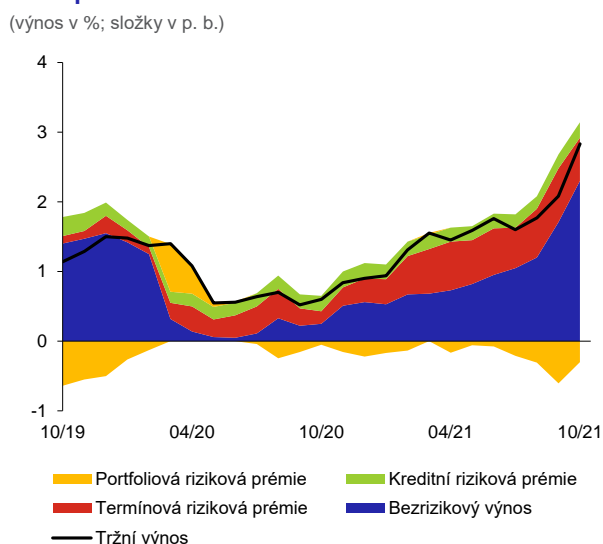 (výnos v %; složky v p. b.)
4
3
2
1
0
-1
10/19 04/20 10/20 04/21 10/21
Portfoliová riziková prémie Kreditní riziková prémie
Termínová riziková prémie Bezrizikový výnos
Tržní výnos